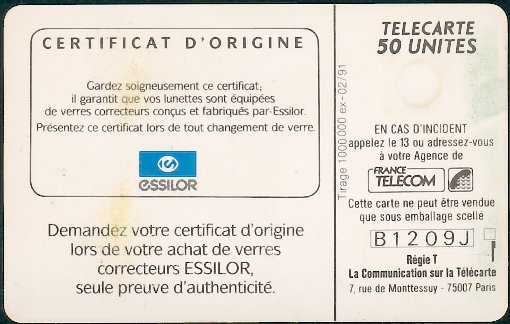 CERTIFICAT D'ORIGINE
Gardez soigneusement ce certificat;
il garantit que vos lunettes sont équipées
de verres correcteurs conçus et fabriqués par Essilor.
Présentez ce certificat lors de tout changement de verre.
ESSILOR
Demandez votre certificat d'origine
lors de votre achat de verres
correcteurs ESSILOR,
seule preuve d'authenticité.
Tirage 1000000 ex - 02/91
TELECARTE
50 UNITES
EN CAS D'INCIDENT
appelez le 13 ou adressez-vous
à votre Agence de
FRANCE
TELECOM
Cette carte ne peut être vendue
que sous emballage scellé
B1209J
Régie T
La Communication sur la Télécarte
7, rue de Monttessuy - 75007 Paris